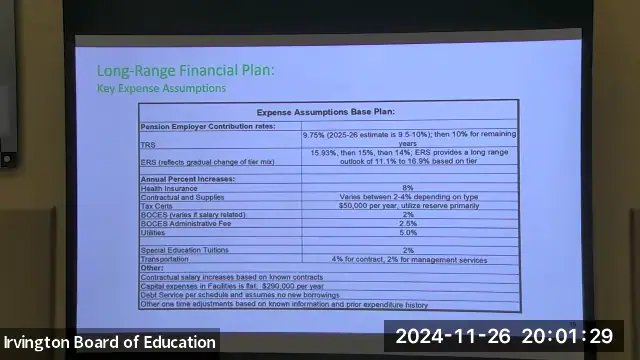 Long-Range Financial Plan:
Key Expense Assumptions
Expense Assumptions Base Plan:
Pension Employer Contribution rates:
TRS 9.75% (2025-26 estimate is 9.5-10%); then 10% for remaining years
ERS (reflects gradual change of tier mix) 15.93%, then 15%, then 14%; ERS provides a long range outlook of 11.1% to 16.9% based on tier
Annual Percent Increases:
Health Insurance 8%
Contractual and Supplies Varies between 2-4% depending on type
Tax Certs $50,000 per year, utilize reserve primarily
BOCES (varies if salary related) 2%
BOCES Administrative Fee 2.5%
Utilities 5.0%
Special Education Tuitions 2%
Transportation 4% for contract, 2% for management services
Other:
Contractual salary increases based on known contracts
Capital expenses in Facilities is flat, $290,000 per year
Debt Service per schedule and assumes no new borrowings
Other one time adjustments based on known information and prior expenditure history
Irvington Board of Education
2024-11-26 20:01:29